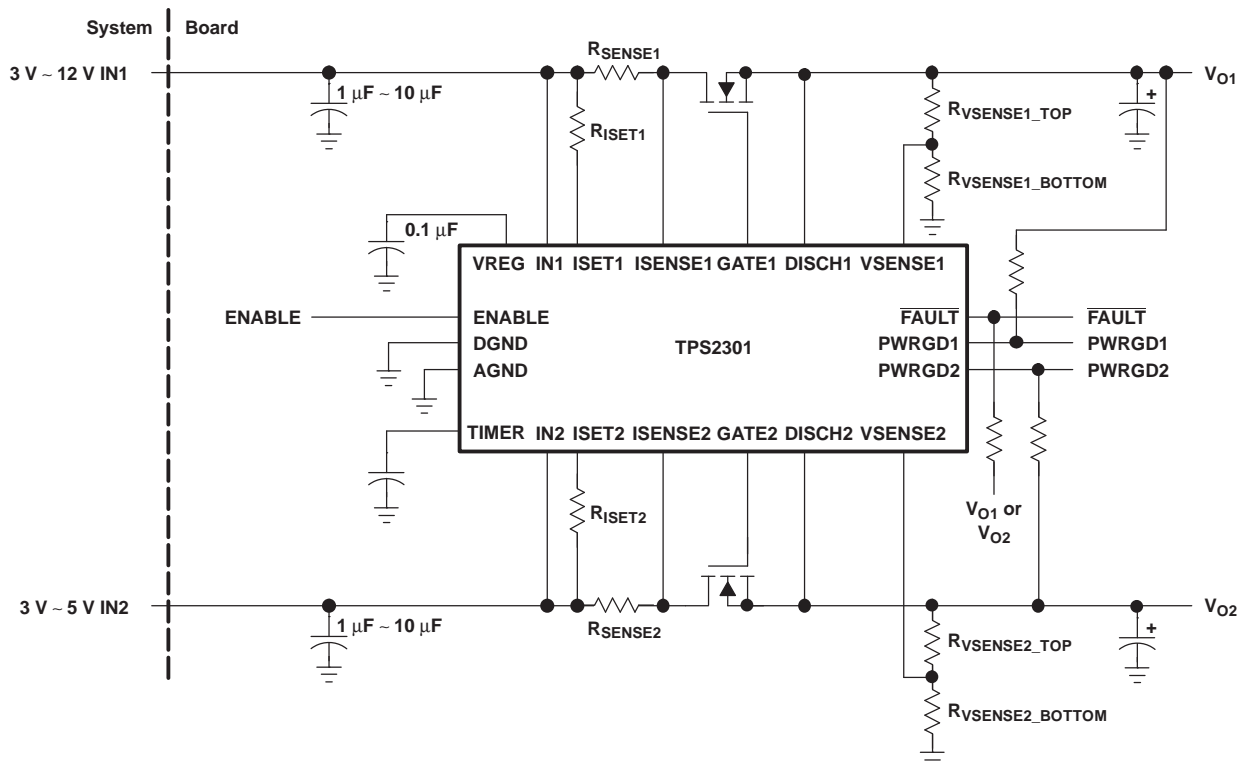 System Board
3 V ~ 12 V IN1
RSENSE1
VO1
1 µF ~ 10 µF
+
RISET1
RVSENSE1_TOP
RVSENSE1_BOTTOM
0.1 µF
VREG IN1 ISET1 ISENSE1 GATE1 DISCH1 VSENSE1
ENABLE ENABLE FAULT FAULT
DGND TPS2301 PWRGD1 PWRGD1
AGND PWRGD2 PWRGD2
TIMER IN2 ISET2 ISENSE2 GATE2 DISCH2 VSENSE2
RISET2
VO1 or
VO2
3 V ~ 5 V IN2
VO2
1 µF ~ 10 µF
RSENSE2
+
RVSENSE2_TOP
RVSENSE2_BOTTOM